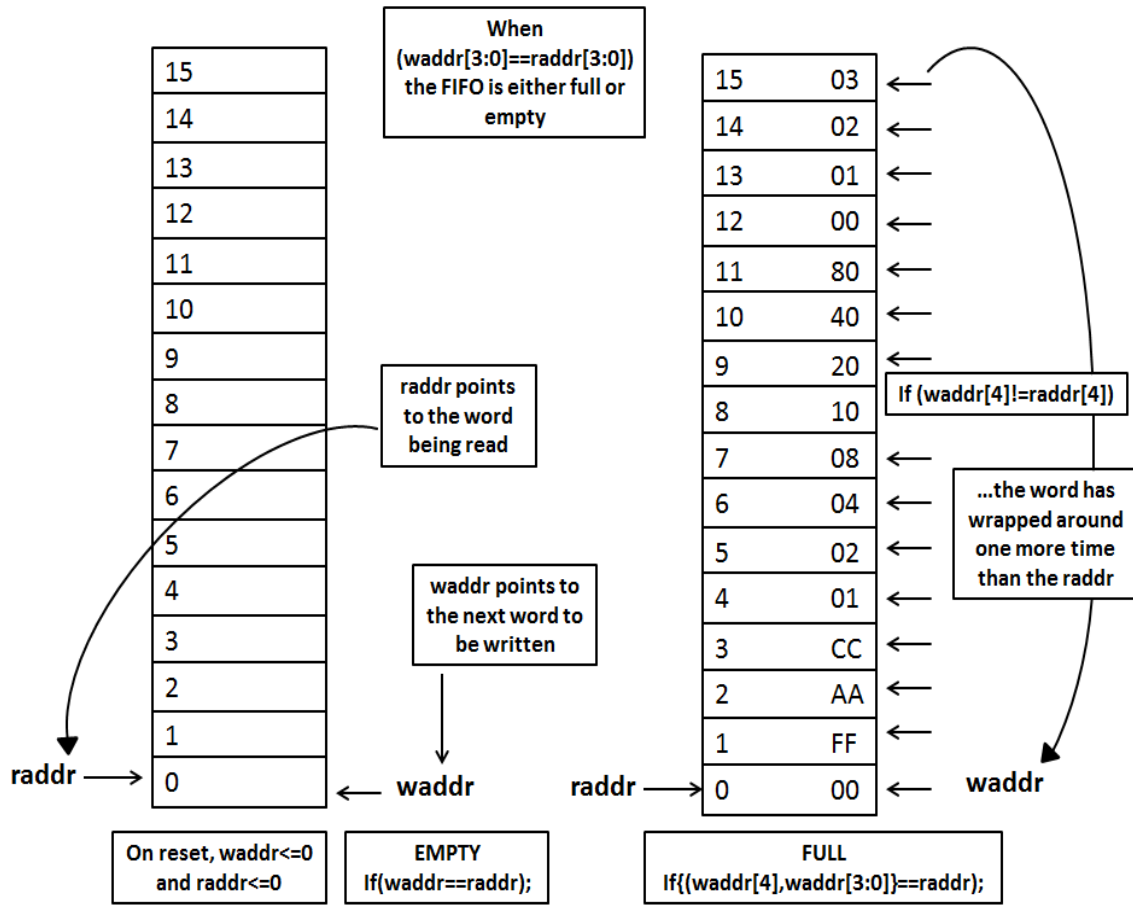 When
(waddr[3:0]==raddr[3:0])
the FIFO is either full or
empty
15
14
13
12
11
10
9
8
7
6
5
4
3
2
1
0
raddr
waddr
raddr points
to the word
being read
waddr points to
the next word to
be written
On reset, waddr<=0
and raddr<=0
EMPTY
If(waddr==raddr);
15 03
14 02
13 01
12 00
11 80
10 40
9 20
8 10
7 08
6 04
5 02
4 01
3 CC
2 AA
1 FF
0 00
raddr
waddr
If (waddr[4]!=raddr[4])
...the word has
wrapped around
one more time
than the raddr
FULL
If{(waddr[4],waddr[3:0]}==raddr);